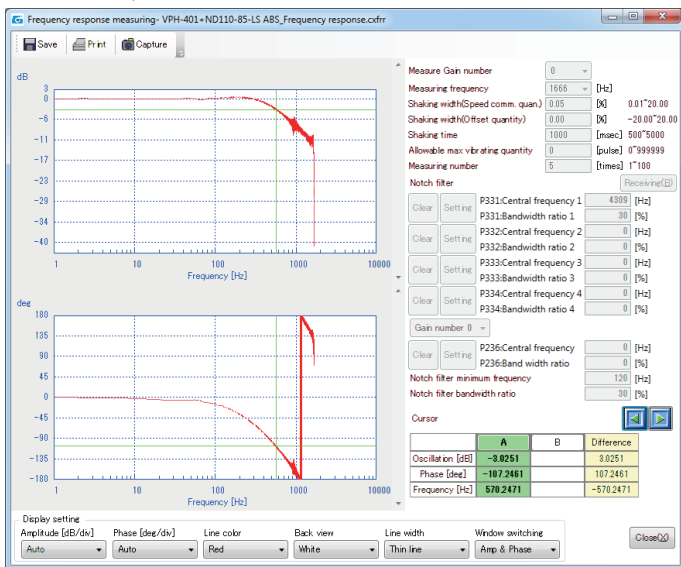 Frequency response measuring- VPH-401+ND110-85-LS ABS_Frequency response.cxfrr
Save Print Capture
dB
3
0
-6
-11
-17
-23
-29
-34
-40
1 10 100 1000 10000
Frequency [Hz]
deg
180
135
90
45
0
-45
-90
-135
-180
1 10 100 1000 10000
Frequency [Hz]
Measure Gain number 0
Measuring frequency 1666 [Hz]
Shaking width(Speed comm. quan.) 0.05 [%] 0.01~20.00
Shaking width(Offset quantity) 0.00 [%] -20.00~20.00
Shaking time 1000 [msec] 500~5000
Allowable max vibrating quantity 0 [pulse] 0~999999
Measuring number 5 [times] 1~100
Notch filter Receiving(R)
Clear Setting P331:Central frequency 1 4309 [Hz]
P331:Bandwidth ratio 1 30 [%]
Clear Setting P332:Central frequency 2 0 [Hz]
P332:Bandwidth ratio 2 0 [%]
Clear Setting P333:Central frequency 3 0 [Hz]
P333:Bandwidth ratio 3 0 [%]
Clear Setting P334:Central frequency 4 0 [Hz]
P334:Bandwidth ratio 4 0 [%]
Gain number 0
Clear Setting P236:Central frequency 0 [Hz]
P236:Band width ratio 0 [%]
Notch filter minimum frequency 120 [Hz]
Notch filter bandwidth ratio 30 [%]
Cursor
A B Difference
Oscillation [dB] -3.0251 3.0251
Phase [deg] -107.2461 107.2461
Frequency [Hz] 570.2471 -570.2471
Display setting
Amplitude [dB/div] Phase [deg/div] Line color Back view Line width Window switching
Auto Auto Red White Thin line Amp & Phase
Close(X)